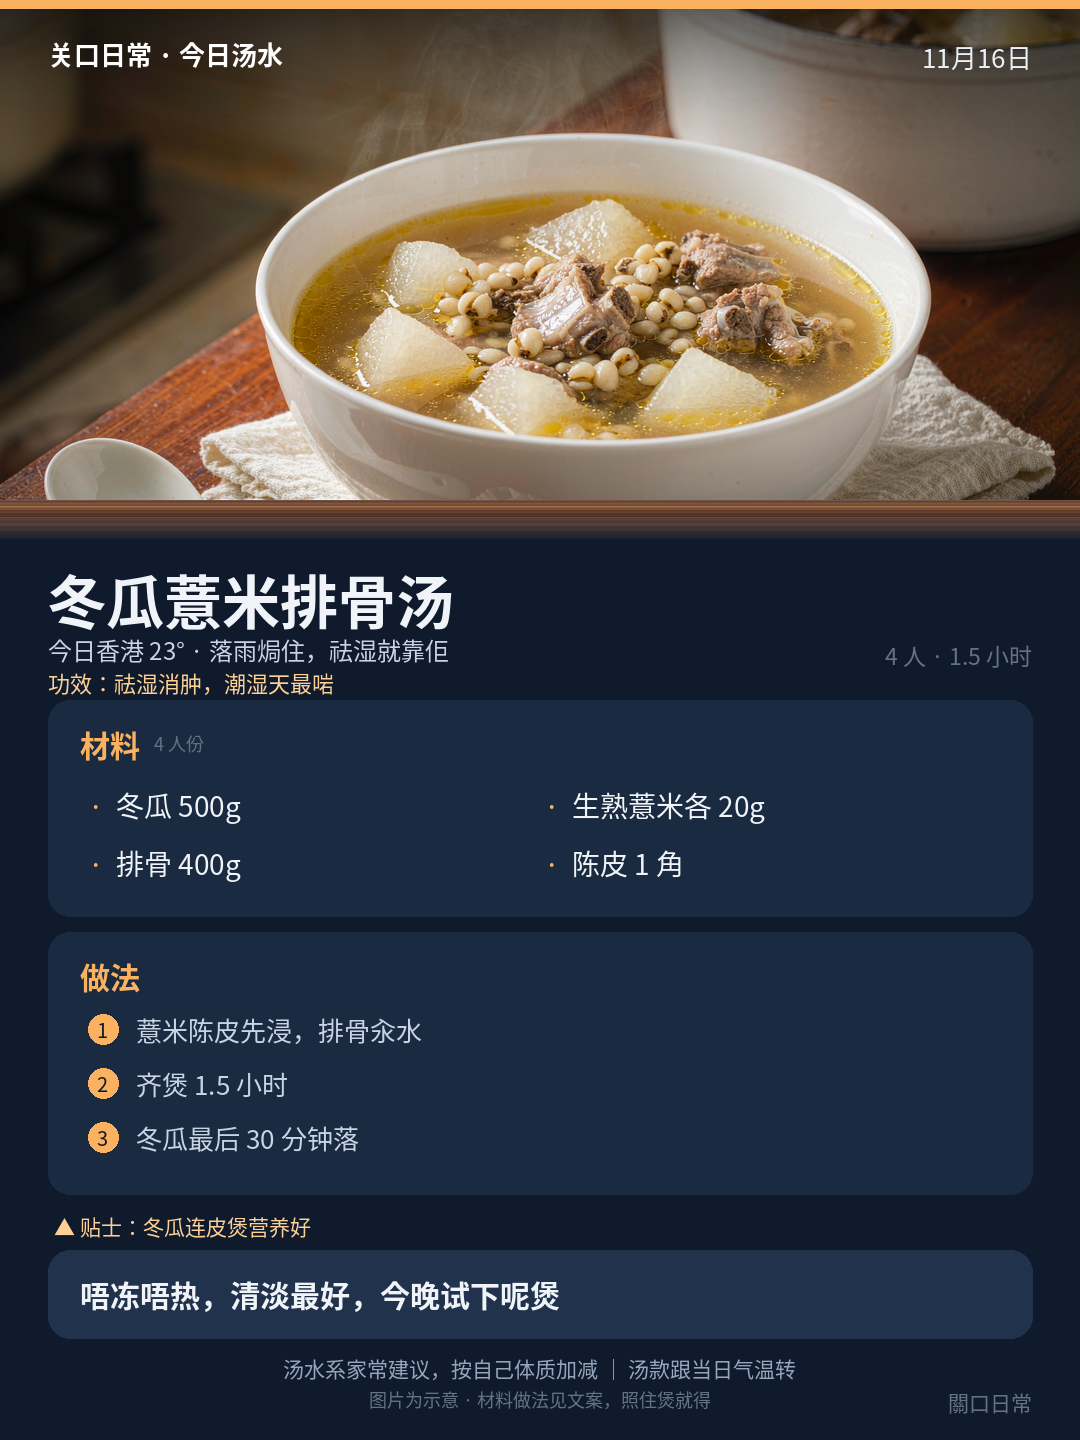 关口日常 · 今日汤水
11月16日
冬瓜薏米排骨汤
今日香港 23° · 落雨焗住，祛湿就靠佢
4 人 · 1.5 小时
功效：祛湿消肿，潮湿天最啱
材料 4 人份
· 冬瓜 500g
· 生熟薏米各 20g
· 排骨 400g
· 陈皮 1 角
做法
1 薏米陈皮先浸，排骨汆水
2 齐煲 1.5 小时
3 冬瓜最后 30 分钟落
▲ 贴士：冬瓜连皮煲营养好
唔冻唔热，清淡最好，今晚试下呢煲
汤水系家常建议，按自己体质加减 ｜ 汤款跟当日气温转
图片为示意 · 材料做法见文案，照住煲就得
關口日常